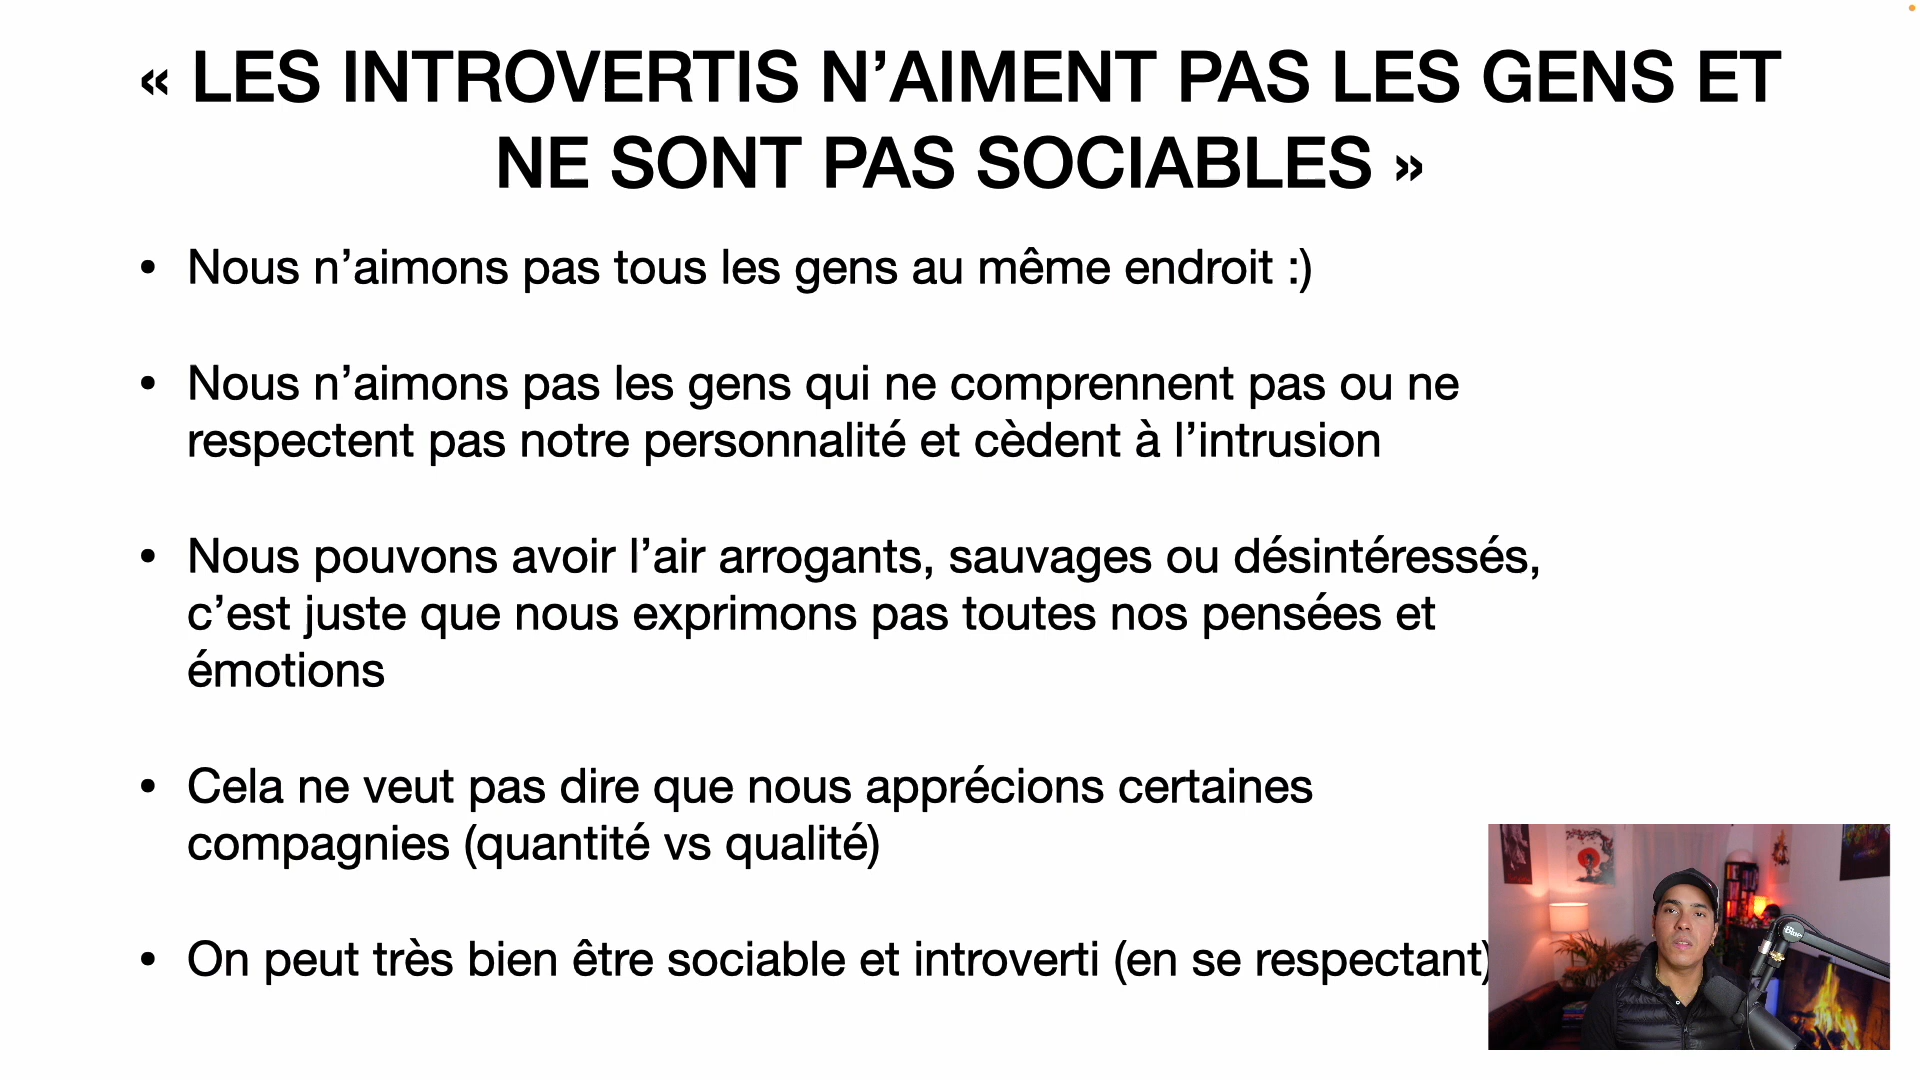 « LES INTROVERTIS N’AIMENT PAS LES GENS ET
NE SONT PAS SOCIABLES »
• Nous n’aimons pas tous les gens au même endroit :)
• Nous n’aimons pas les gens qui ne comprennent pas ou ne
respectent pas notre personnalité et cèdent à l’intrusion
• Nous pouvons avoir l’air arrogants, sauvages ou désintéressés,
c’est juste que nous exprimons pas toutes nos pensées et
émotions
• Cela ne veut pas dire que nous apprécions certaines
compagnies (quantité vs qualité)
• On peut très bien être sociable et introverti (en se respectant)